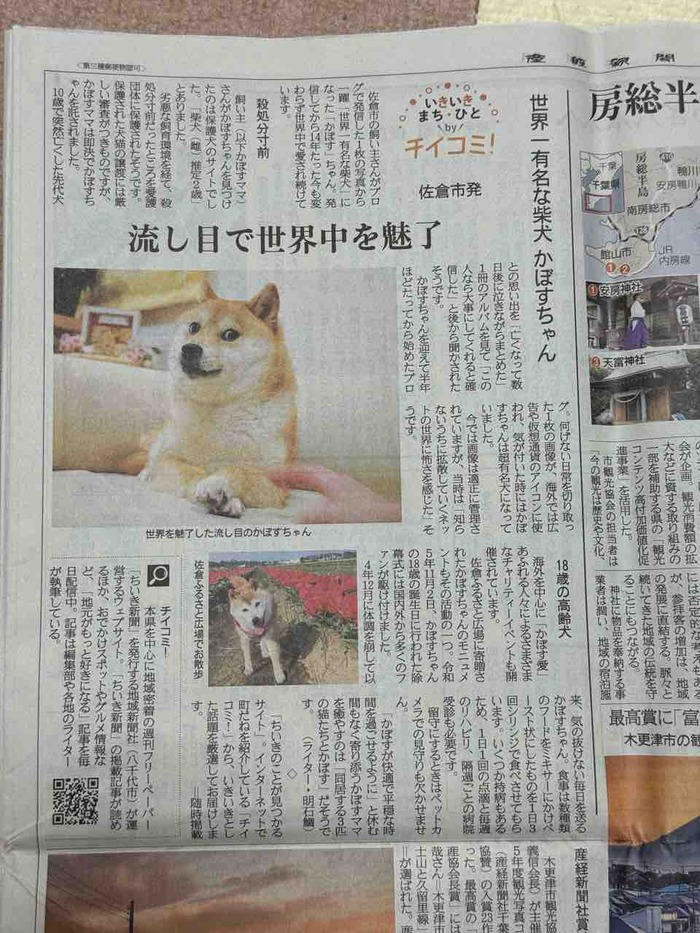 産経新聞
〈第三種郵便物認可〉
いきいき
まち・ひと
by
チイコミ!
佐倉市発
世界一有名な柴犬 かぼすちゃん
流し目で世界中を魅了
佐倉市の飼い主さんがブロ
グで発信した1枚の写真から
一躍「世界一有名な柴犬」に
なった「かぼす」ちゃん。発
信してから14年たった今も変
わらず世界中で愛され続けて
います。
殺処分寸前
飼い主(以下かぼすママ)
さんがかぼすちゃんを見つけ
たのは保護犬のサイトでし
た。「柴犬(雌)推定2歳」
とありました。
劣悪な飼育環境を経て、殺
処分寸前だったところを愛護
団体に保護されたそうです。
保護された犬猫の譲渡には厳
しい審査がつきものですが、
かぼすママは即決でかぼすち
ゃんを託されました。
10歳で突然亡くした先代犬
との思い出を「亡くなって数
日後に泣きながらまとめた」
1冊のアルバムを見て「この
人なら大事にしてくれると確
信した」と後から聞かされた
そうです。
かぼすちゃんを迎えて半年
ほどたってから始めたブロ
グ。何げない日常を切り取っ
た1枚の画像が、海外では広
告や仮想通貨のアイコンに使
われ、気が付いた時にはかぼ
すちゃんは超有名犬になって
いました。
今では画像は適正に管理さ
れていますが、当時は「知ら
ないうちに拡散していくネッ
トの世界に怖さを感じた」そ
うです。
世界を魅了した流し目のかぼすちゃん
18歳の高齢犬
海外を中心に「かぼす愛」
あふれる人々によるさまざま
なチャリティーイベントも開
催されています。
佐倉ふるさと広場に寄贈さ
れたかぼすちゃんのモニュメ
ントもその活動の一つ。令和
5年11月2日、かぼすちゃん
の18歳の誕生日に行われた除
幕式には国内外から多くのフ
ァンが駆け付けました。
4年12月に体調を崩して以
来、気の抜けない毎日を送る
かぼすちゃん。食事は数種類
のフードをミキサーにかけペ
ースト状にしたものを1日3
回シリンジで食べさせてもら
います。いくつか持病もある
ため、1日1回の点滴と毎週
のリハビリ、隔週ごとの病院
受診も必要です。
留守にするときはペットカ
メラでの見守りも欠かせませ
ん。
「かぼすが快適で平穏な時
間を過ごせるように」と休む
間もなく寄り添うかぼすママ
を癒やすのは「同居する3匹
の猫たちとかぼす」だそうで
す。(ライター・明石編)
◇
「ちいきのことが見つかる
サイト」。インターネットで
町だねを紹介している「チイ
コミ!」から、いきいきとし
た話題を厳選してお届けしま
す。=随時掲載
佐倉ふるさと広場でお散歩
チイコミ!
本県を中心に地域密着の週刊フリーペーパー
「ちいき新聞」を発行する地域新聞社(八千代市)が運
営するウェブサイト。「ちいき新聞」の掲載記事が読め
るほか、おでかけスポットやグルメ情報な
ど、「地元がもっと好きになる」記事を毎
日配信中。記事は編集部や各地のライター
が執筆している。
房総半
千葉
千葉県
房総半島
鴨川
安房鴨川
南房総市
館山市
JR
内房線
1
2
1 安房神社
3 天富神社
会が企画。観光消費額の拡
大などに資する取り組みの
一部を補助する県の「観光
コンテンツ高付加価値化促
進事業」を活用した。
市観光協会の担当者は
「今の観光は歴史や文化、
が、参拝客の増加は、地域
の発展に直結する。脈々と
続いてきた地域の伝統を守
ることにもつながる。
神社に物品を奉納する事
業者は潤い、地域の宿泊施
最高賞に「富
木更津市の観
産経新聞社賞
木更津市観光協
義信会長)が主催
5年度観光写真コ
(産経新聞社千葉
協賛)の入賞23作
った。最高賞の「
産協会長賞」には
哉さん=木更津市
土山と久留里線」
=が選ばれた。産